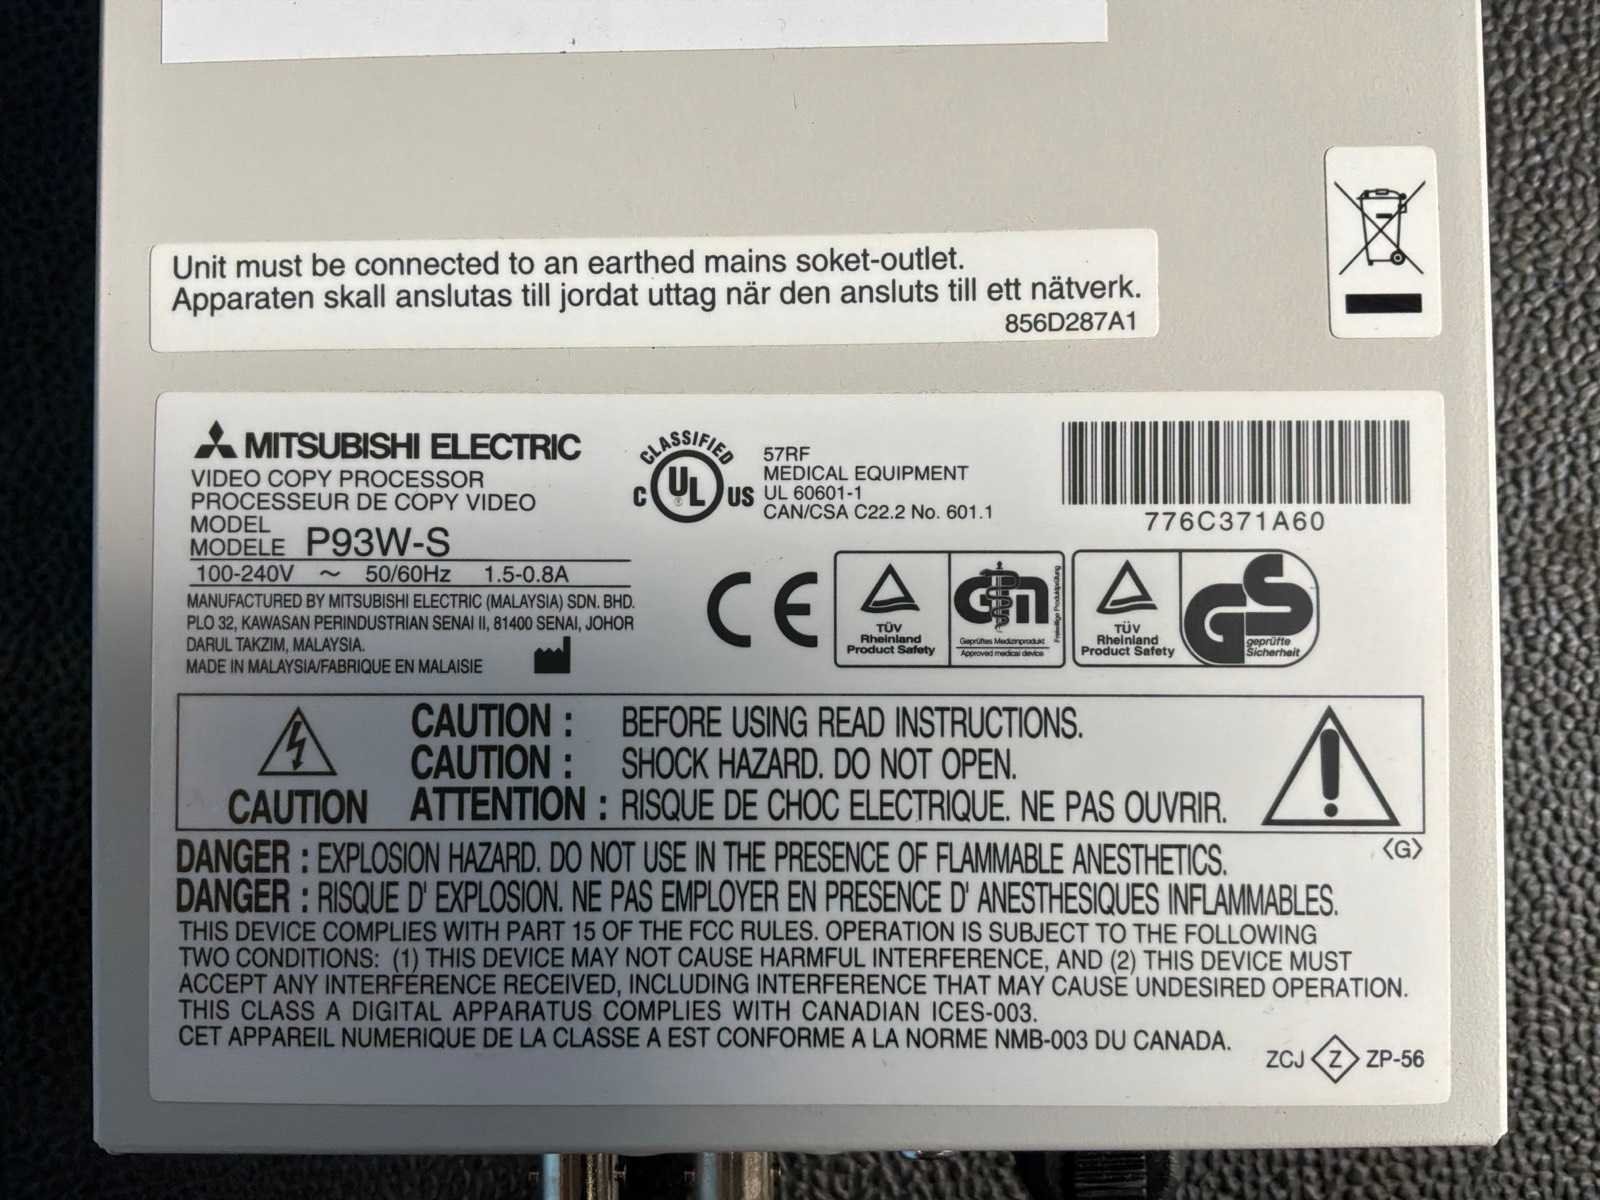 Unit must be connected to an earthed mains soket-outlet.
Apparaten skall anslutas till jordat uttag när den ansluts till ett nätverk.
856D287A1
MITSUBISHI ELECTRIC
VIDEO COPY PROCESSOR
PROCESSEUR DE COPY VIDEO
MODEL
MODELE P93W-S
100-240V ~ 50/60Hz 1.5-0.8A
MANUFACTURED BY MITSUBISHI ELECTRIC (MALAYSIA) SDN. BHD.
PLO 32, KAWASAN PERINDUSTRIAN SENAI II, 81400 SENAI, JOHOR
DARUL TAKZIM, MALAYSIA.
MADE IN MALAYSIA/FABRIQUE EN MALAISIE
CLASSIFIED
C UL US
®
57RF
MEDICAL EQUIPMENT
UL 60601-1
CAN/CSA C22.2 No. 601.1
776C371A60
CE
TÜV
Rheinland
Product Safety
GM
Geprüftes Medizinprodukt
Approved medical device
Freiwillige Produktprüfung
TÜV
Rheinland
Product Safety
GS
geprüfte
Sicherheit
CAUTION
CAUTION : BEFORE USING READ INSTRUCTIONS.
CAUTION : SHOCK HAZARD. DO NOT OPEN.
ATTENTION : RISQUE DE CHOC ELECTRIQUE. NE PAS OUVRIR.
〈G〉
DANGER : EXPLOSION HAZARD. DO NOT USE IN THE PRESENCE OF FLAMMABLE ANESTHETICS.
DANGER : RISQUE D' EXPLOSION. NE PAS EMPLOYER EN PRESENCE D' ANESTHESIQUES INFLAMMABLES.
THIS DEVICE COMPLIES WITH PART 15 OF THE FCC RULES. OPERATION IS SUBJECT TO THE FOLLOWING
TWO CONDITIONS: (1) THIS DEVICE MAY NOT CAUSE HARMFUL INTERFERENCE, AND (2) THIS DEVICE MUST
ACCEPT ANY INTERFERENCE RECEIVED, INCLUDING INTERFERENCE THAT MAY CAUSE UNDESIRED OPERATION.
THIS CLASS A DIGITAL APPARATUS COMPLIES WITH CANADIAN ICES-003.
CET APPAREIL NUMERIQUE DE LA CLASSE A EST CONFORME A LA NORME NMB-003 DU CANADA.
ZCJ Z ZP-56